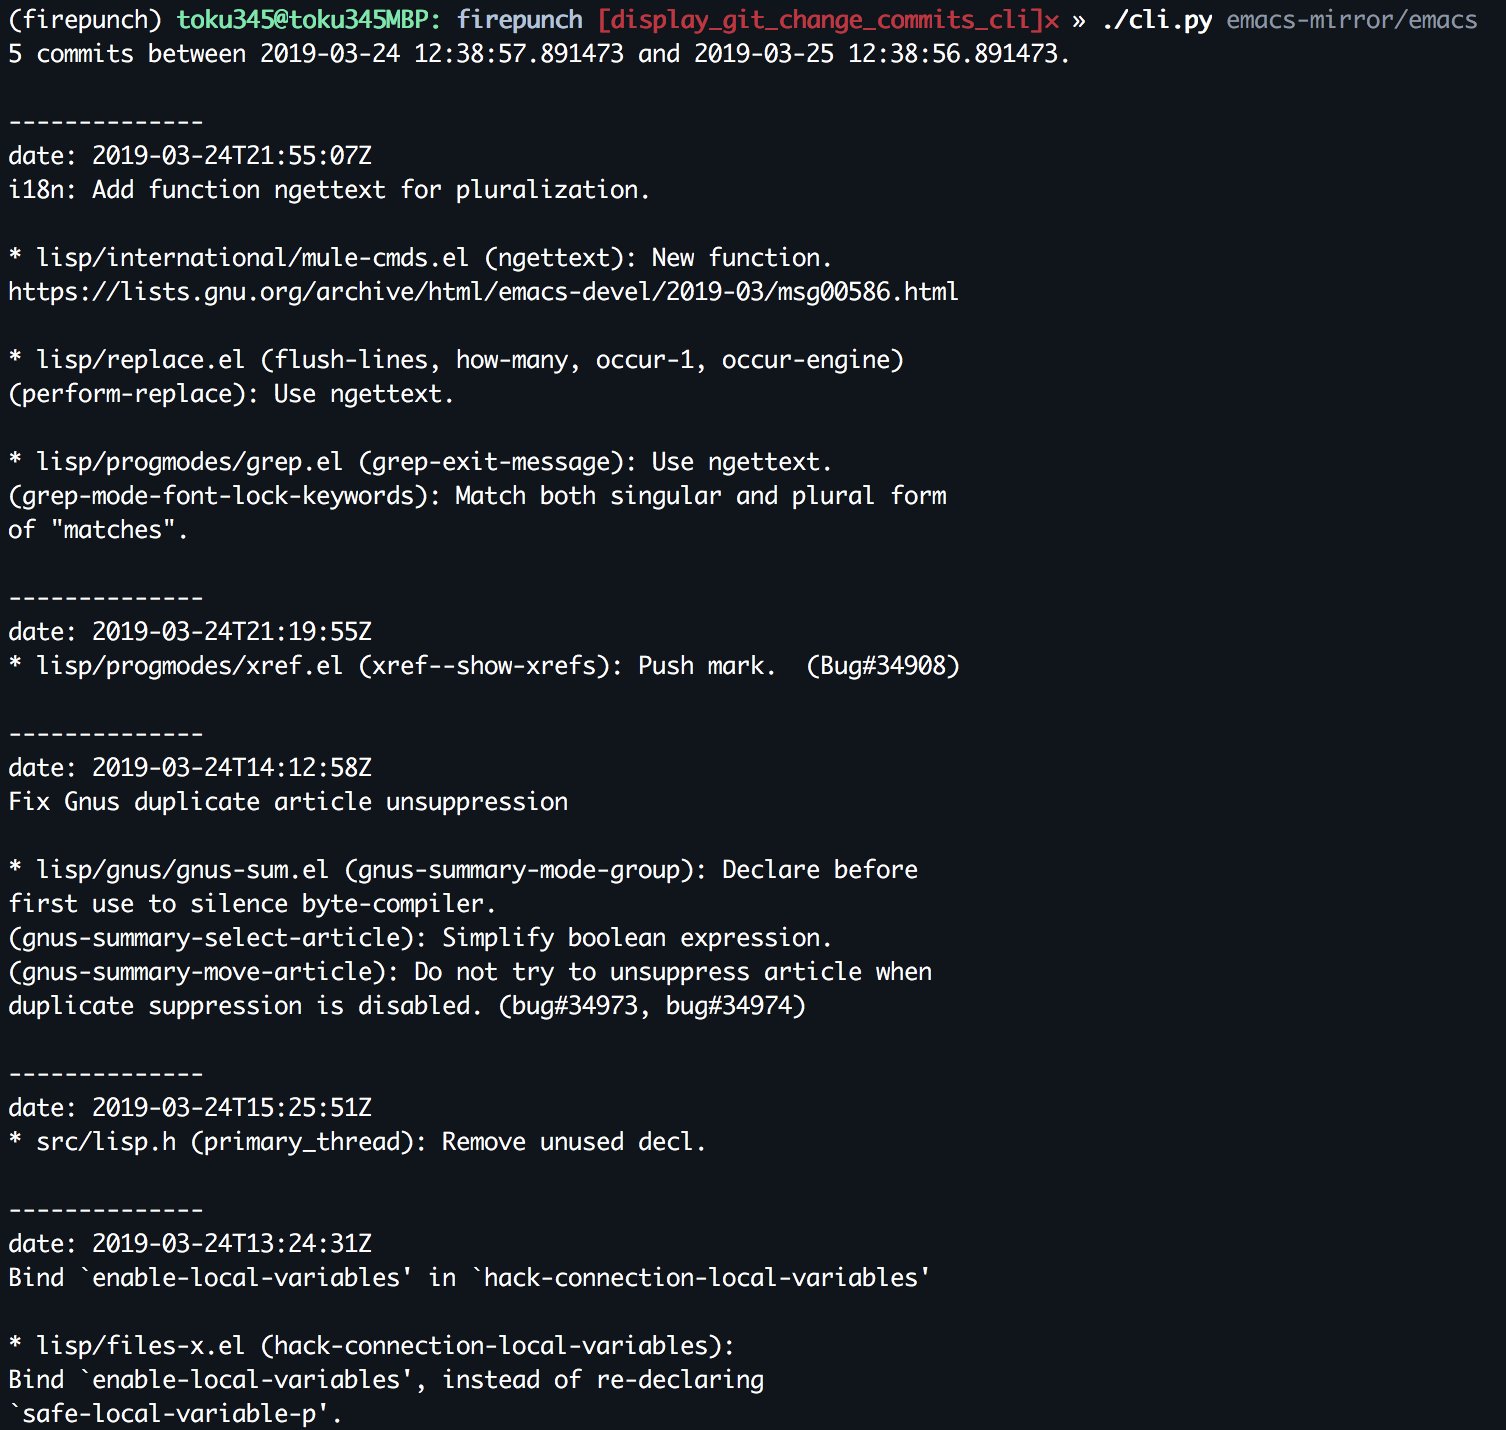 (firepunch) toku345@toku345MBP: firepunch [display_git_change_commits_cli]× » ./cli.py emacs-mirror/emacs
5 commits between 2019-03-24 12:38:57.891473 and 2019-03-25 12:38:56.891473.
--------------
date: 2019-03-24T21:55:07Z
i18n: Add function ngettext for pluralization.
* lisp/international/mule-cmds.el (ngettext): New function.
https://lists.gnu.org/archive/html/emacs-devel/2019-03/msg00586.html
* lisp/replace.el (flush-lines, how-many, occur-1, occur-engine)
(perform-replace): Use ngettext.
* lisp/progmodes/grep.el (grep-exit-message): Use ngettext.
(grep-mode-font-lock-keywords): Match both singular and plural form
of "matches".
--------------
date: 2019-03-24T21:19:55Z
* lisp/progmodes/xref.el (xref--show-xrefs): Push mark.  (Bug#34908)
--------------
date: 2019-03-24T14:12:58Z
Fix Gnus duplicate article unsuppression
* lisp/gnus/gnus-sum.el (gnus-summary-mode-group): Declare before
first use to silence byte-compiler.
(gnus-summary-select-article): Simplify boolean expression.
(gnus-summary-move-article): Do not try to unsuppress article when
duplicate suppression is disabled. (bug#34973, bug#34974)
--------------
date: 2019-03-24T15:25:51Z
* src/lisp.h (primary_thread): Remove unused decl.
--------------
date: 2019-03-24T13:24:31Z
Bind `enable-local-variables' in `hack-connection-local-variables'
* lisp/files-x.el (hack-connection-local-variables):
Bind `enable-local-variables', instead of re-declaring
`safe-local-variable-p'.